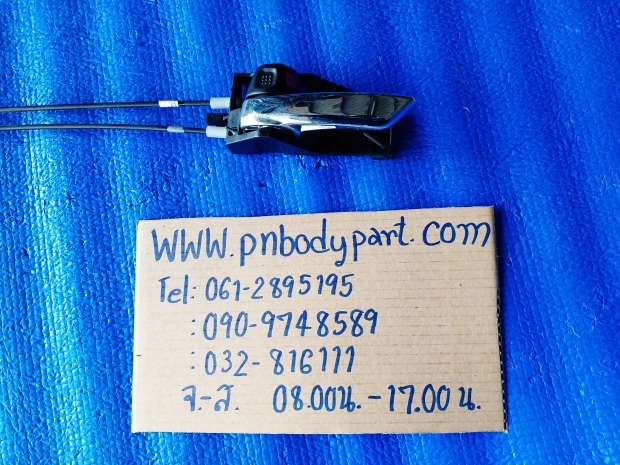 WWW.pnbodypart.com
Tel: 061-2895195
: 090-9748589
: 032-816111
จ.-ส. 08.00น.-17.00น.